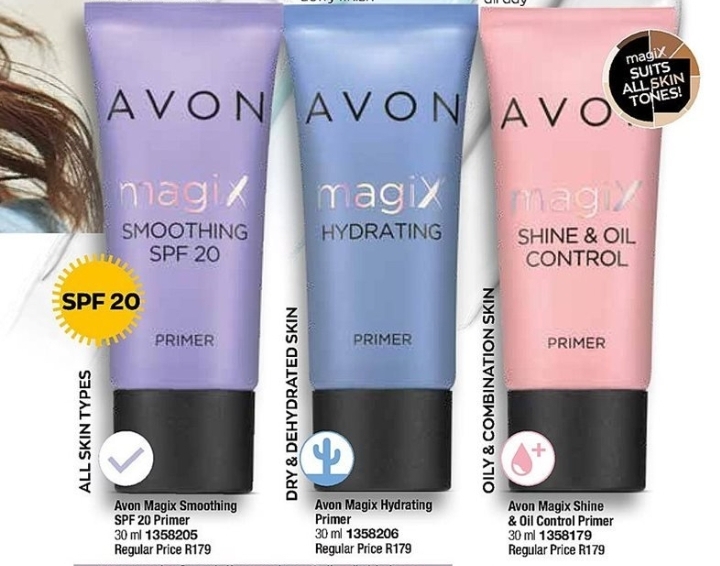 all day
magiX
SUITS
ALL SKIN
TONES!
AVON
magiX
SMOOTHING
SPF 20
PRIMER
SPF 20
ALL SKIN TYPES
Avon Magix Smoothing
SPF 20 Primer
30 ml 1358205
Regular Price R179
AVON
magiX
HYDRATING
PRIMER
DRY & DEHYDRATED SKIN
Avon Magix Hydrating
Primer
30 ml 1358206
Regular Price R179
AVO
magiX
SHINE & OIL
CONTROL
PRIMER
OILY & COMBINATION SKIN
Avon Magix Shine
& Oil Control Primer
30 ml 1358179
Regular Price R179